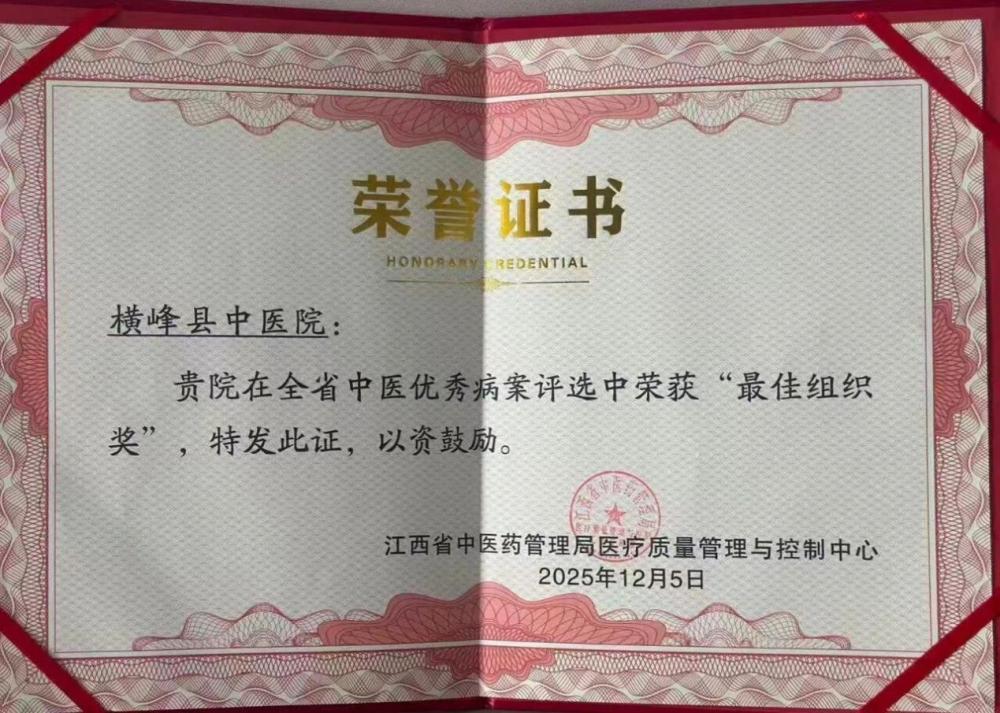 荣誉证书
HONORARY CREDENTIAL
横峰县中医院：
贵院在全省中医优秀病案评选中荣获“最佳组织
奖”，特发此证，以资鼓励。
江西省中医药管理局医疗质量管理与控制中心
2025年12月5日